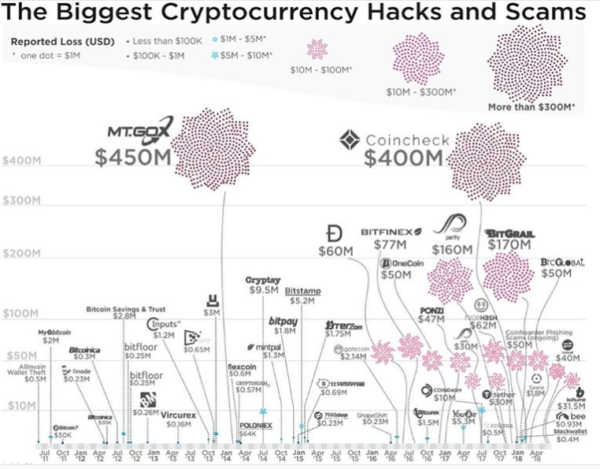 The Biggest Cryptocurrency Hacks and Scams
Reported Loss (USD)
* one dot = $1M
• Less than $100K
• $100K - $1M
$1M - $5M*
$5M - $10M*
$10M - $100M*
$10M - $300M*
More than $300M*
$400M
$300M
$200M
$100M
$50M
$10M
MT.GOX
$450M
Coincheck
$400M
$60M
BITFINEX
$77M
parity
$160M
BITGRAIL
$170M
OneCoin
$50M
BTCGLOBAL
$50M
Cryptsy
$9.5M
Bitstamp
$5.2M
PONZI
$47M
NICEHASH
$62M
$30M
Coinhoarder Phishing
Scams (ongoing)
$50M
$40M
Bitcoin Savings & Trust
$2.8M
MyBitcoin
$2M
Bitcoinica
$0.3M
Allinvain
Wallet Theft
$0.5M
linode
$0.23M
bitfloor
$0.25M
bitfloor
$0.25M
Inputs
$1.2M
$0.65M
$3M
mintpal
$1.3M
bitpay
$1.8M
BTER.com
$1.75M
gatecoin
$2.14M
flexcoin
$0.6M
$0.57M
$0.69M
$0.26M
Vircurex
$0.16M
POLONIEX
$64K
$0.23M
ShapeShift
$0.23M
$1.5M
COINDASH
$10M
$5.3M
tether
$30M
$0.5M
$1.8M
$31.5M
bee
$0.93M
blackwallet
$0.4M
Bitcoin7
$50K
Bitcoinica
Jul '11
Oct '11
Jan '12
Apr '12
Jul '12
Oct '12
Jan '13
Apr '13
Jul '13
Oct '13
Jan '14
Apr '14
Jul '14
Oct '14
Jan '15
Apr '15
Jul '15
Oct '15
Jan '16
Apr '16
Jul '16
Oct '16
Jan '17
Apr '17
Jul '17
Oct '17
Jan '18
Apr '18